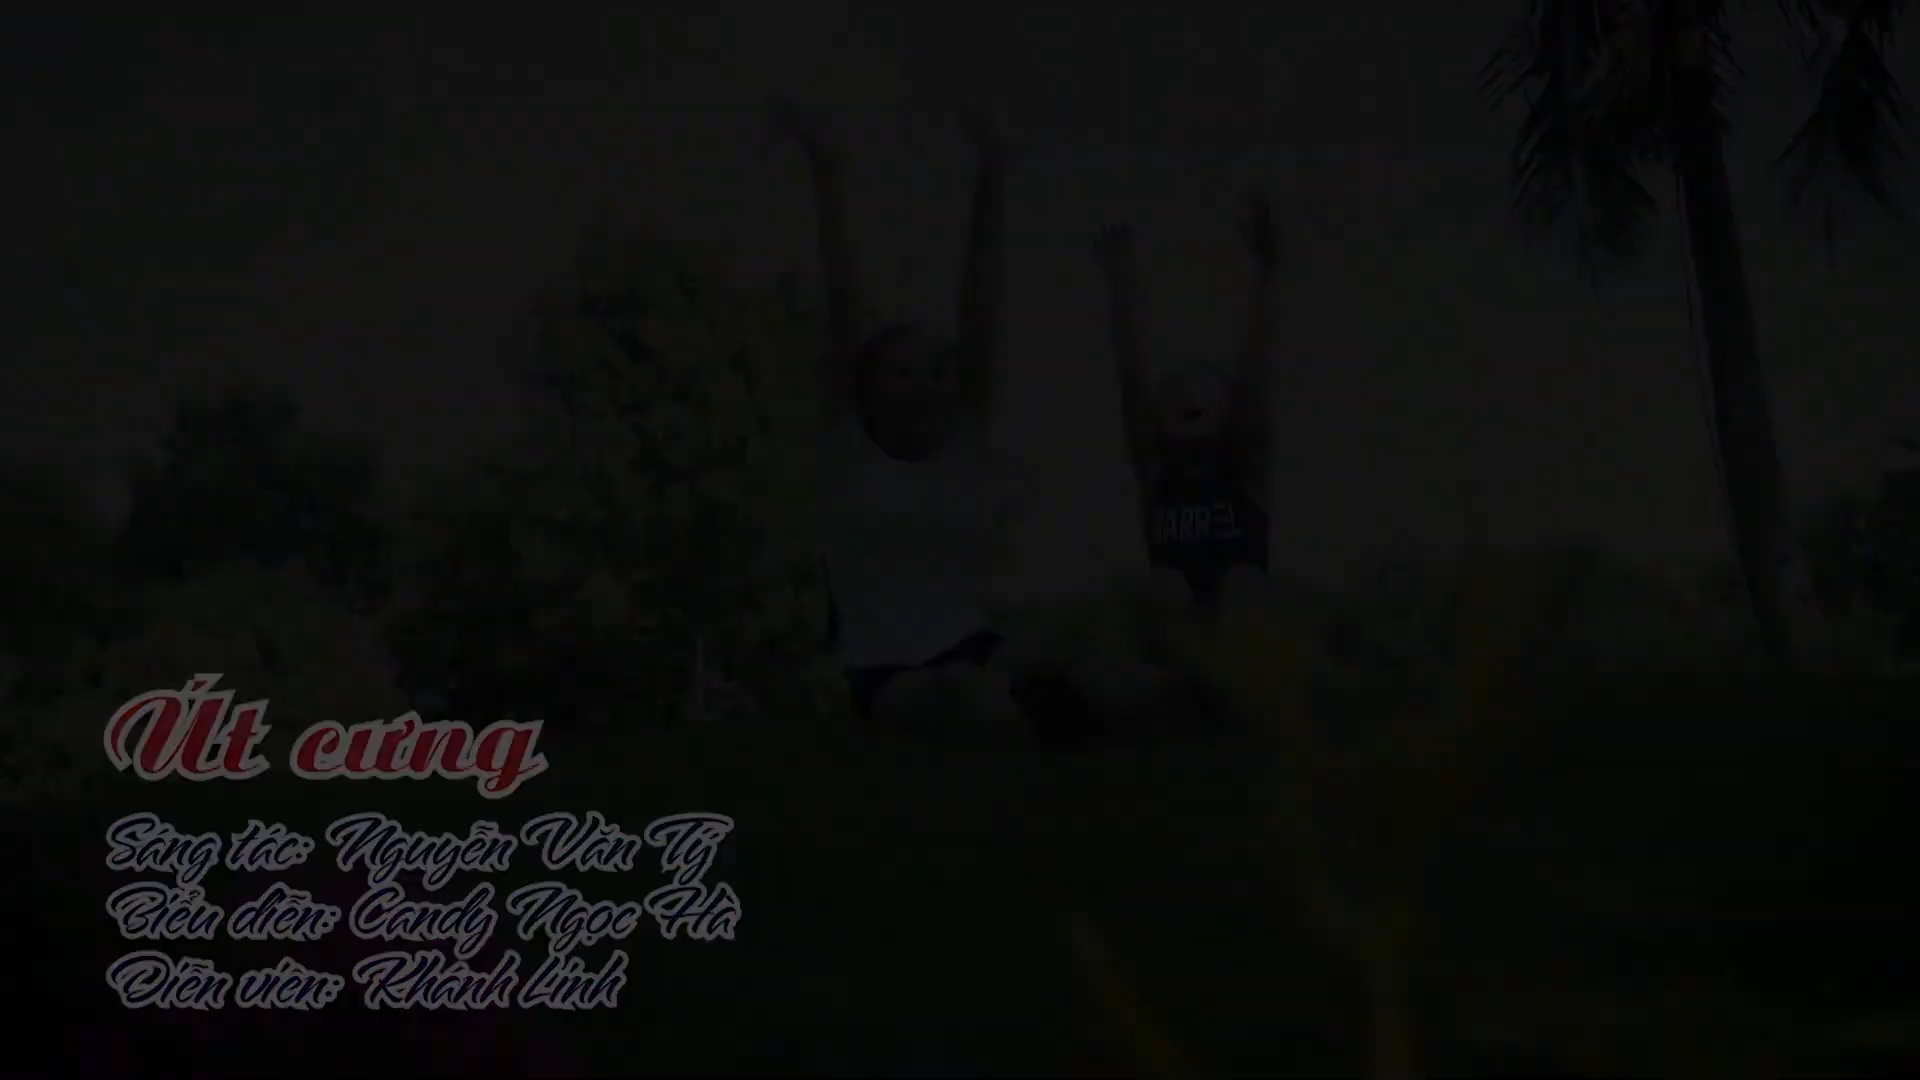 Út cưng
Sáng tác: Nguyễn Văn Tý
Biểu diễn: Candy Ngọc Hà
Diễn viên: Khánh Linh